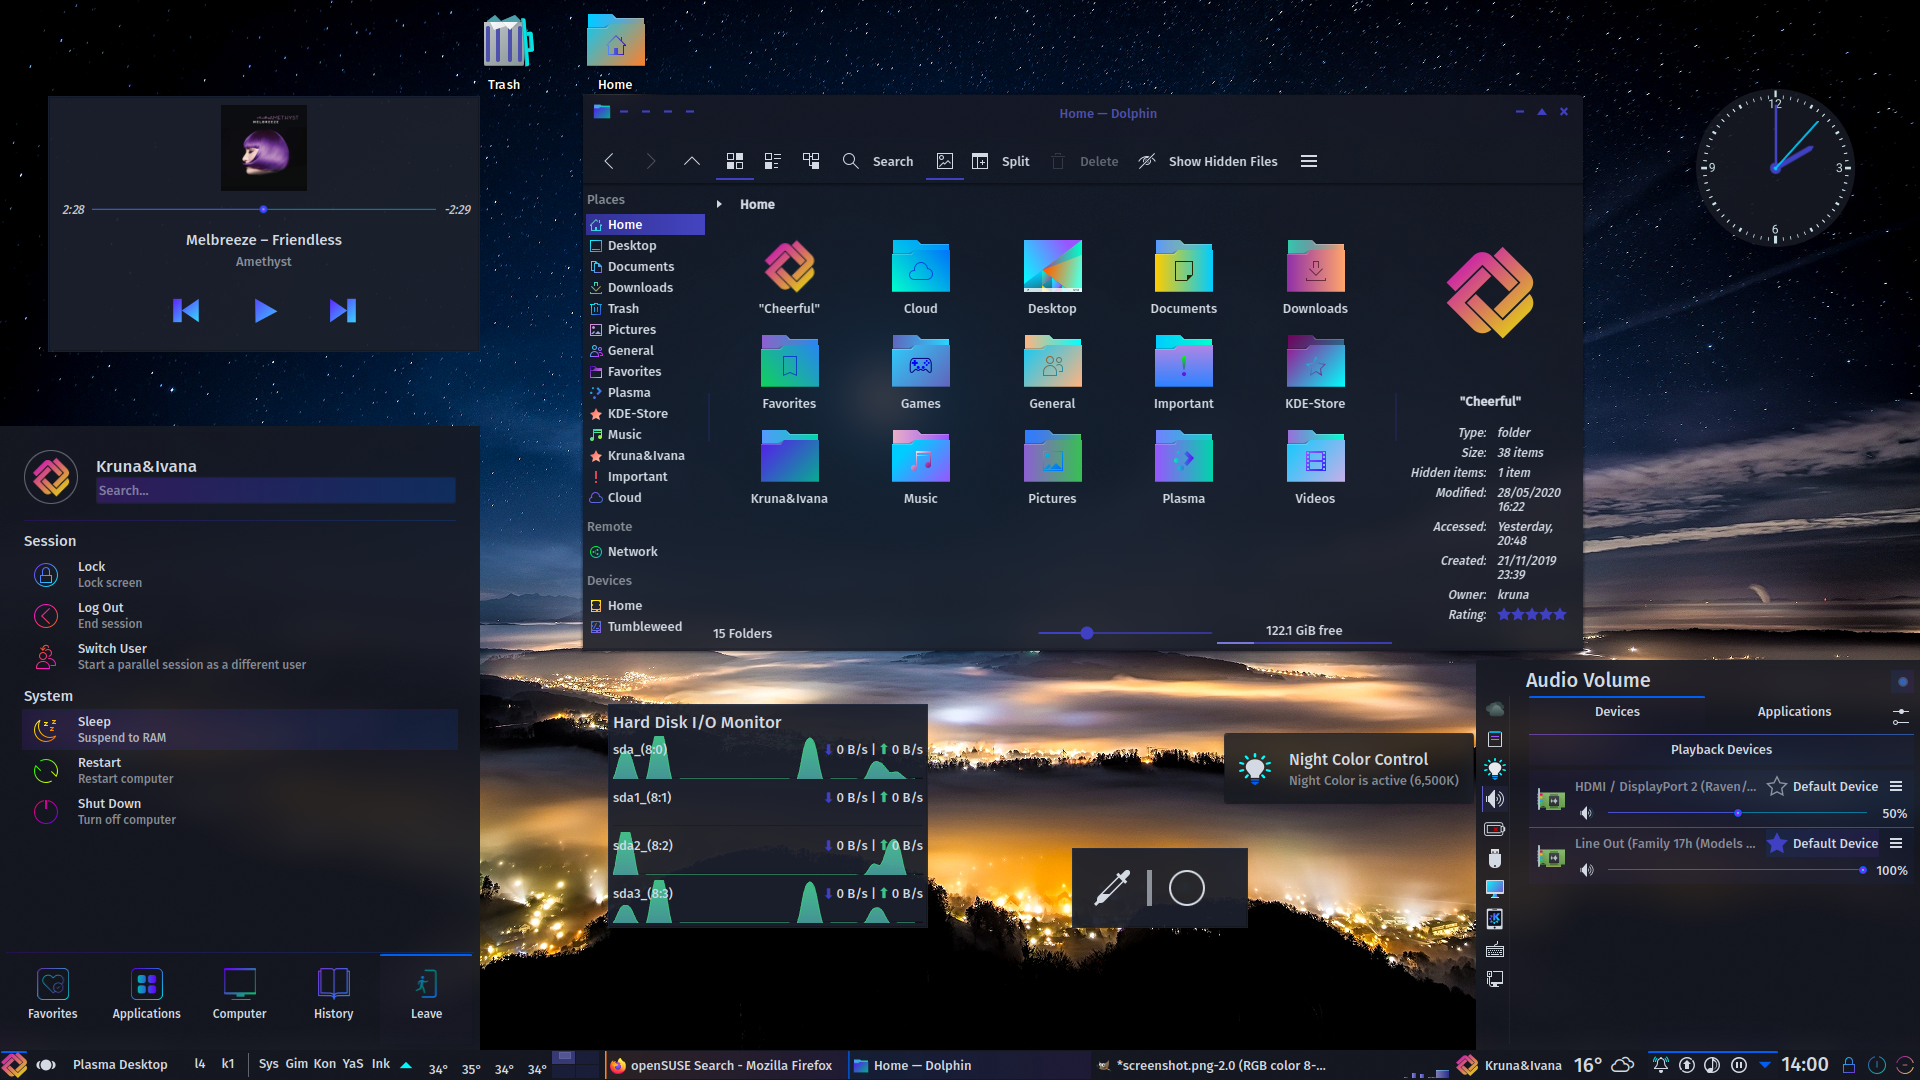 Trash
Home
Home — Dolphin
Search
Split
Delete
Show Hidden Files
2:28
-2:29
Melbreeze – Friendless
Amethyst
Places
Home
Desktop
Documents
Downloads
Trash
Pictures
General
Favorites
Plasma
KDE-Store
Music
Kruna&Ivana
Important
Cloud
Remote
Network
Devices
Home
Tumbleweed
Home
"Cheerful"
Cloud
Desktop
Documents
Downloads
Favorites
Games
General
Important
KDE-Store
Kruna&Ivana
Music
Pictures
Plasma
Videos
15 Folders
122.1 GiB free
"Cheerful"
Type: folder
Size: 38 items
Hidden items: 1 item
Modified: 28/05/2020
16:22
Accessed: Yesterday,
20:48
Created: 21/11/2019
23:39
Owner: kruna
Rating:
12
3
6
9
Kruna&Ivana
Search...
Session
Lock
Lock screen
Log Out
End session
Switch User
Start a parallel session as a different user
System
Sleep
Suspend to RAM
Restart
Restart computer
Shut Down
Turn off computer
Favorites
Applications
Computer
History
Leave
Hard Disk I/O Monitor
sda_(8:0) 0 B/s | 0 B/s
sda1_(8:1) 0 B/s | 0 B/s
sda2_(8:2) 0 B/s | 0 B/s
sda3_(8:3) 0 B/s | 0 B/s
Night Color Control
Night Color is active (6,500K)
Audio Volume
Devices
Applications
Playback Devices
HDMI / DisplayPort 2 (Raven/... Default Device
50%
Line Out (Family 17h (Models ... Default Device
100%
Plasma Desktop
l4 k1
Sys Gim Kon YaS Ink
34° 35° 34° 34°
openSUSE Search - Mozilla Firefox
Home — Dolphin
*screenshot.png-2.0 (RGB color 8-...
Kruna&Ivana
16°
14:00